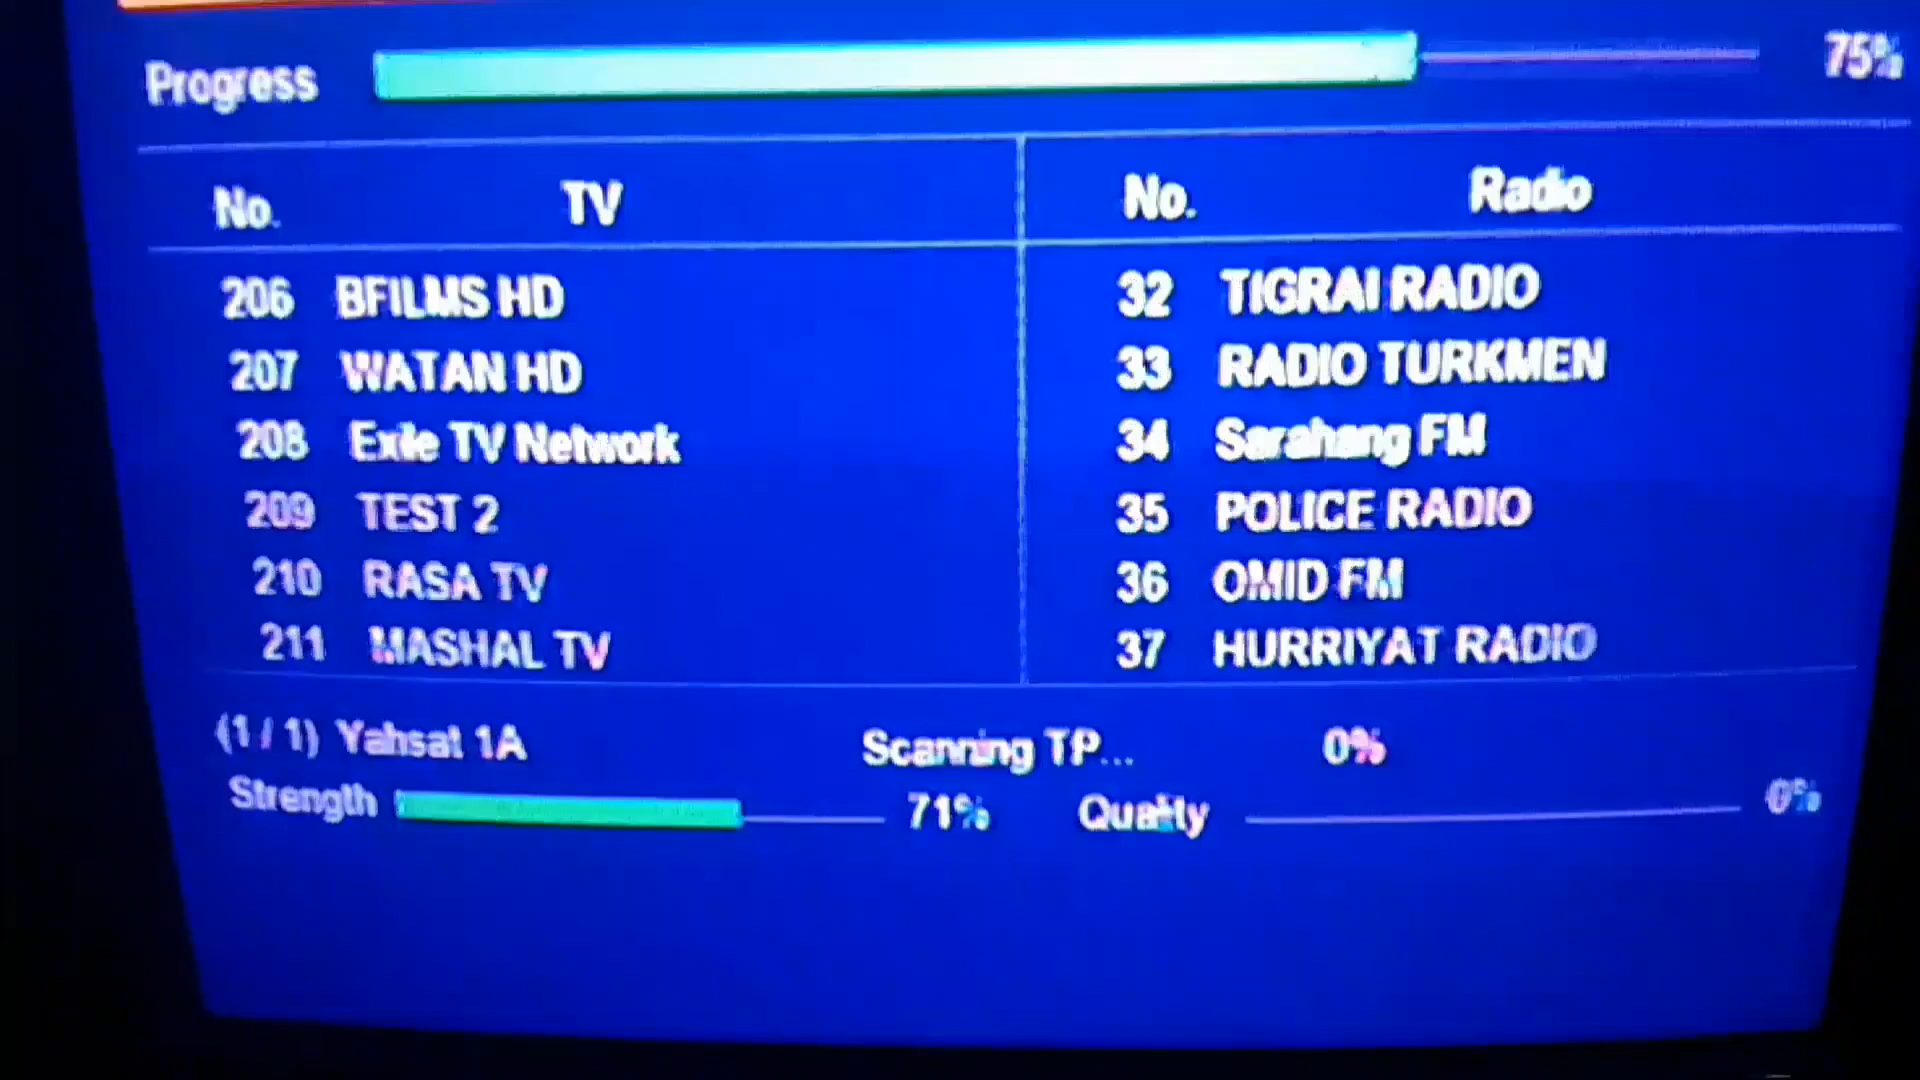 Progress 75%
No. TV No. Radio
206 BFILMS HD 32 TIGRAI RADIO
207 WATAN HD 33 RADIO TURKMEN
208 Exile TV Network 34 Sarahang FM
209 TEST 2 35 POLICE RADIO
210 RASA TV 36 OMID FM
211 MASHAL TV 37 HURRIYAT RADIO
(1 / 1) Yahsat 1A Scanning TP... 0%
Strength 71% Quality 0%